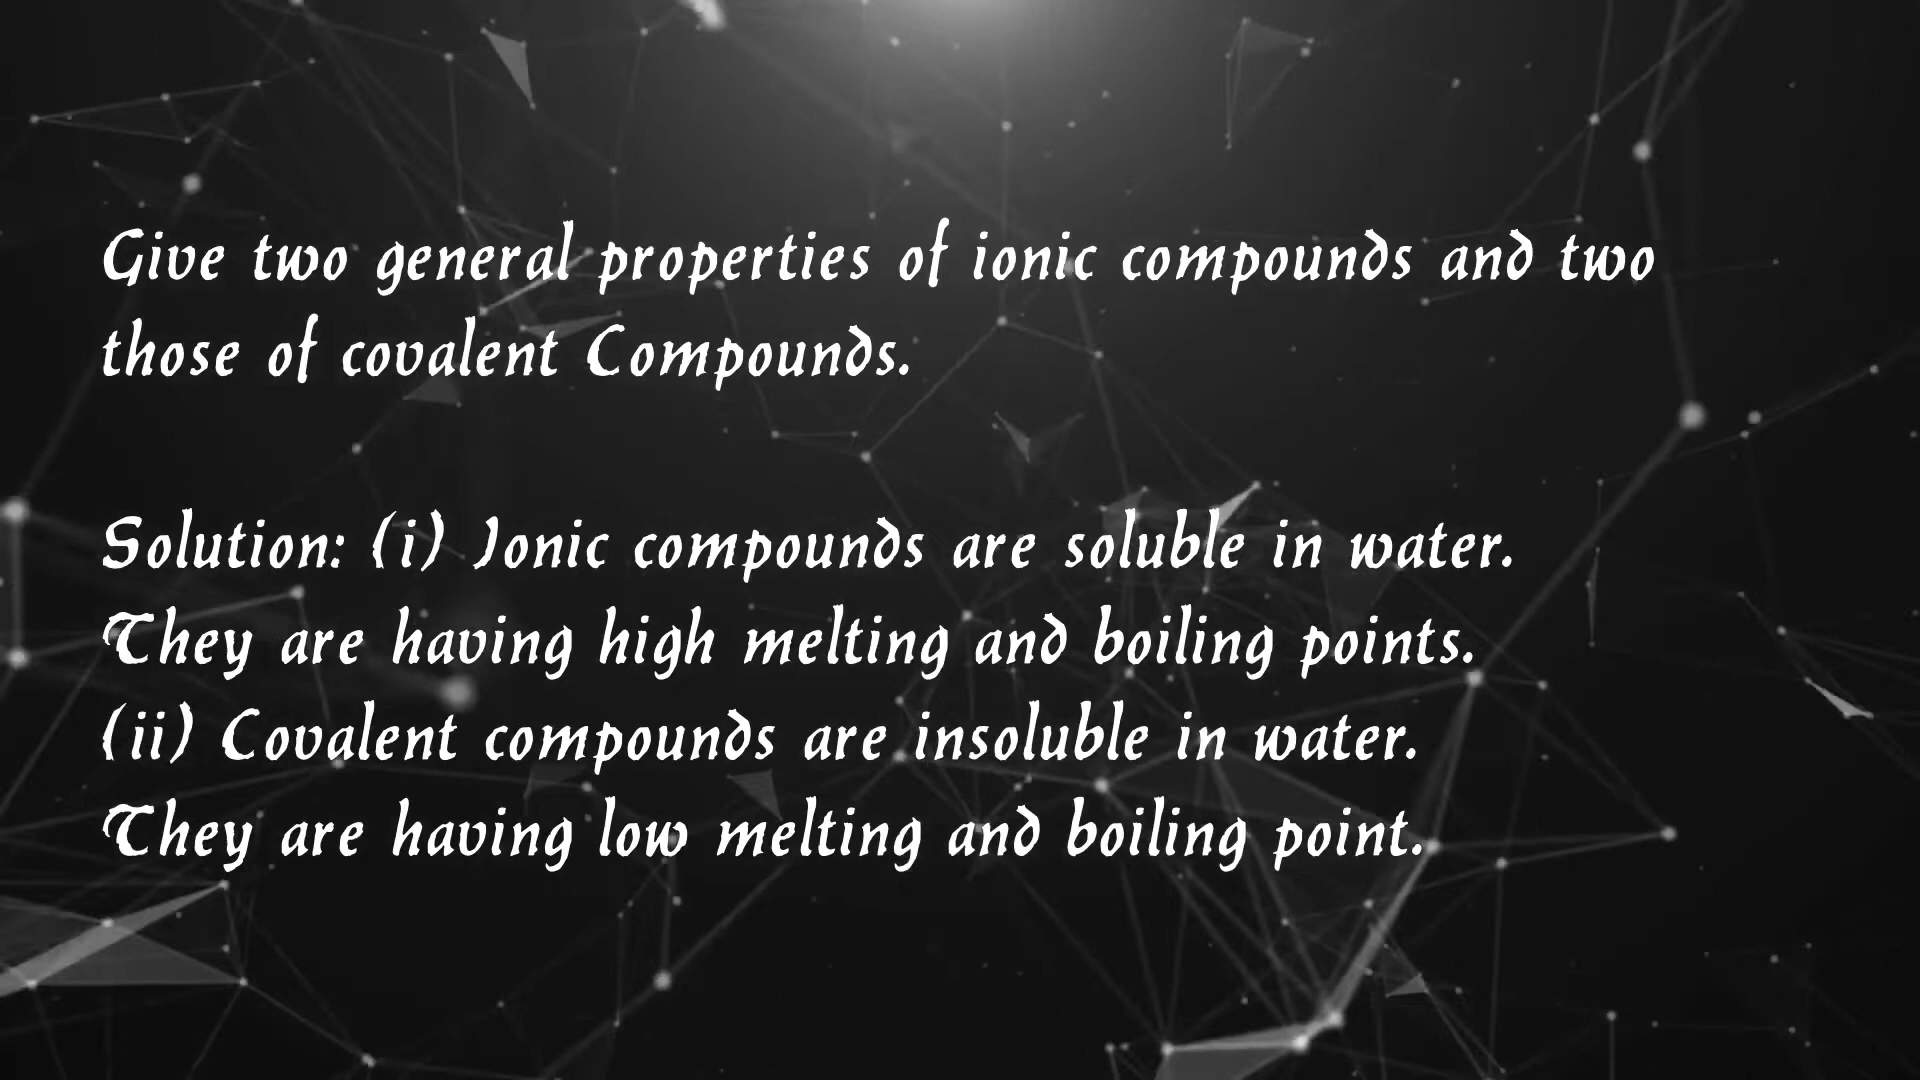 Give two general properties of ionic compounds and two
those of covalent Compounds.
Solution: (i) Ionic compounds are soluble in water.
They are having high melting and boiling points.
(ii) Covalent compounds are insoluble in water.
They are having low melting and boiling point.